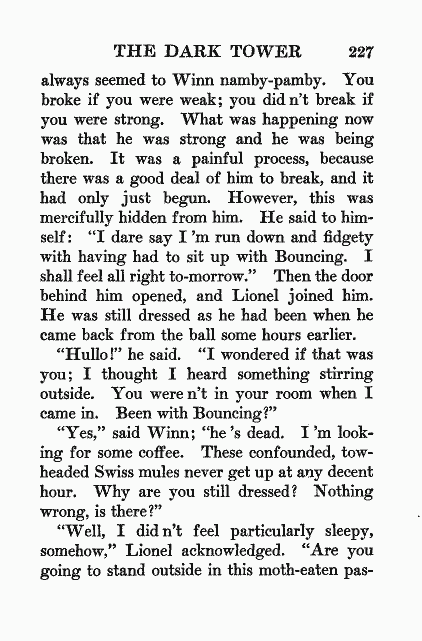 THE DARK TOWER 227
always seemed to Winn namby-pamby. You
broke if you were weak; you did n't break if
you were strong. What was happening now
was that he was strong and he was being
broken. It was a painful process, because
there was a good deal of him to break, and it
had only just begun. However, this was
mercifully hidden from him. He said to him-
self: "I dare say I 'm run down and fidgety
with having had to sit up with Bouncing. I
shall feel all right to-morrow." Then the door
behind him opened, and Lionel joined him.
He was still dressed as he had been when he
came back from the ball some hours earlier.
"Hullo!" he said. "I wondered if that was
you; I thought I heard something stirring
outside. You were n't in your room when I
came in. Been with Bouncing?"
"Yes," said Winn; "he 's dead. I 'm look-
ing for some coffee. These confounded, tow-
headed Swiss mules never get up at any decent
hour. Why are you still dressed? Nothing
wrong, is there?"
"Well, I did n't feel particularly sleepy,
somehow," Lionel acknowledged. "Are you
going to stand outside in this moth-eaten pas-